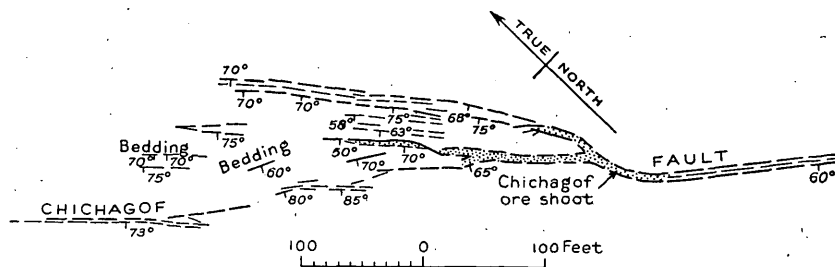 TRUE NORTH
70°
70°
70°
75°
68°
58°
63°
75°
75°
Bedding
70° 70°
75°
Bedding
60°
50°
70°
70°
65°
FAULT
60°
Chichagof
ore shoot
80°
85°
CHICHAGOF
73°
100 0 100 Feet